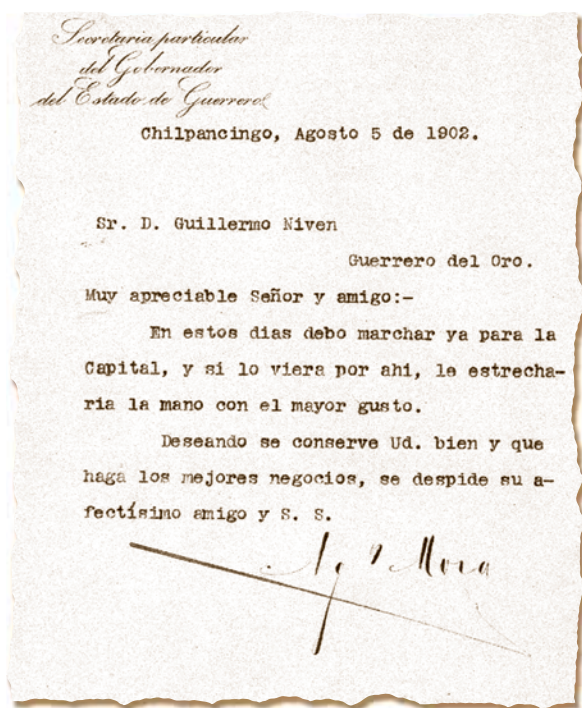 Secretaria particular
del Gobernador
del Estado de Guerrero
Chilpancingo, Agosto 5 de 1902.
Sr. D. Guillermo Niven
Guerrero del Oro.
Muy apreciable Señor y amigo:-
En estos dias debo marchar ya para la
Capital, y si lo viera por ahi, le estrecha-
ria la mano con el mayor gusto.
Deseando se conserve Ud. bien y que
haga los mejores negocios, se despide su a-
fectísimo amigo y S. S.
Mora